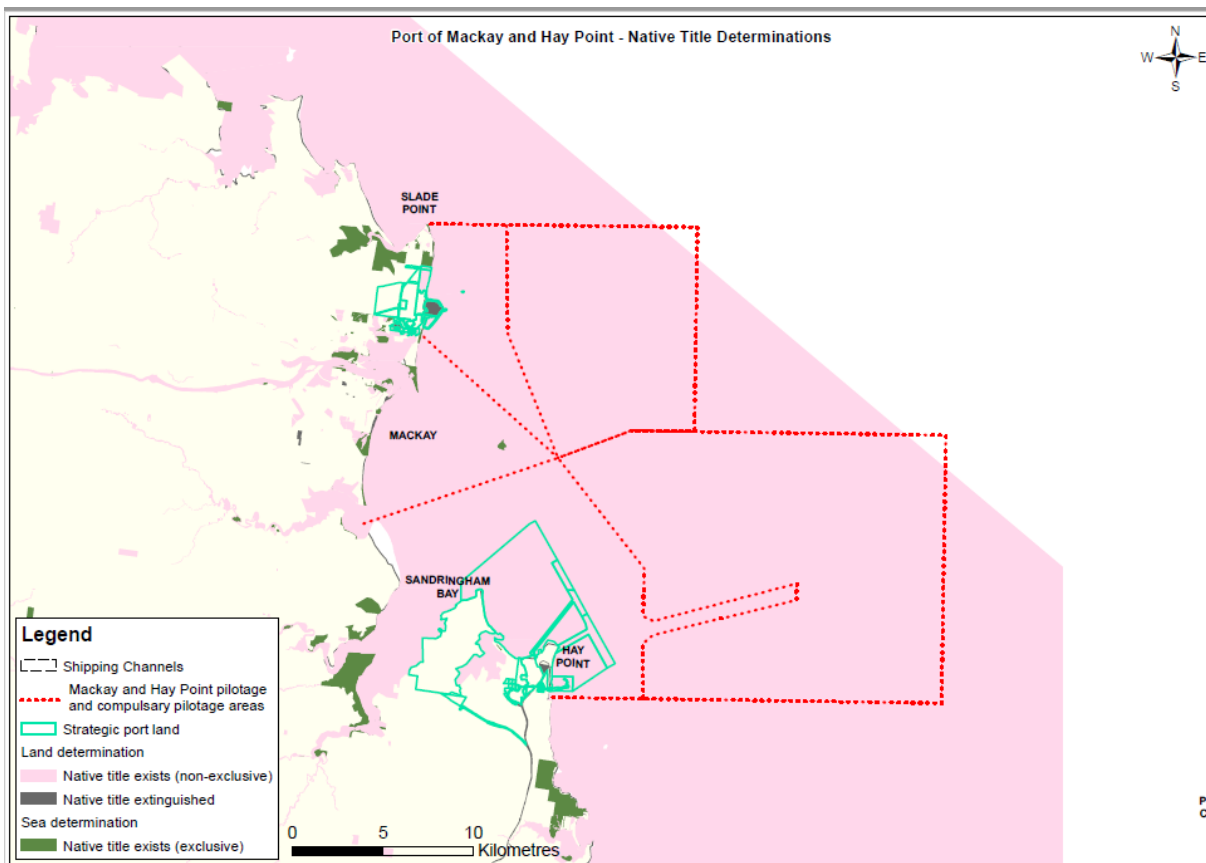 Port of Mackay and Hay Point - Native Title Determinations
N
W E
S
SLADE
POINT
MACKAY
SANDRINGHAM
BAY
HAY
POINT
Legend
Shipping Channels
Mackay and Hay Point pilotage
and compulsary pilotage areas
Strategic port land
Land determination
Native title exists (non-exclusive)
Native title extinguished
Sea determination
Native title exists (exclusive)
0 5 10
Kilometres